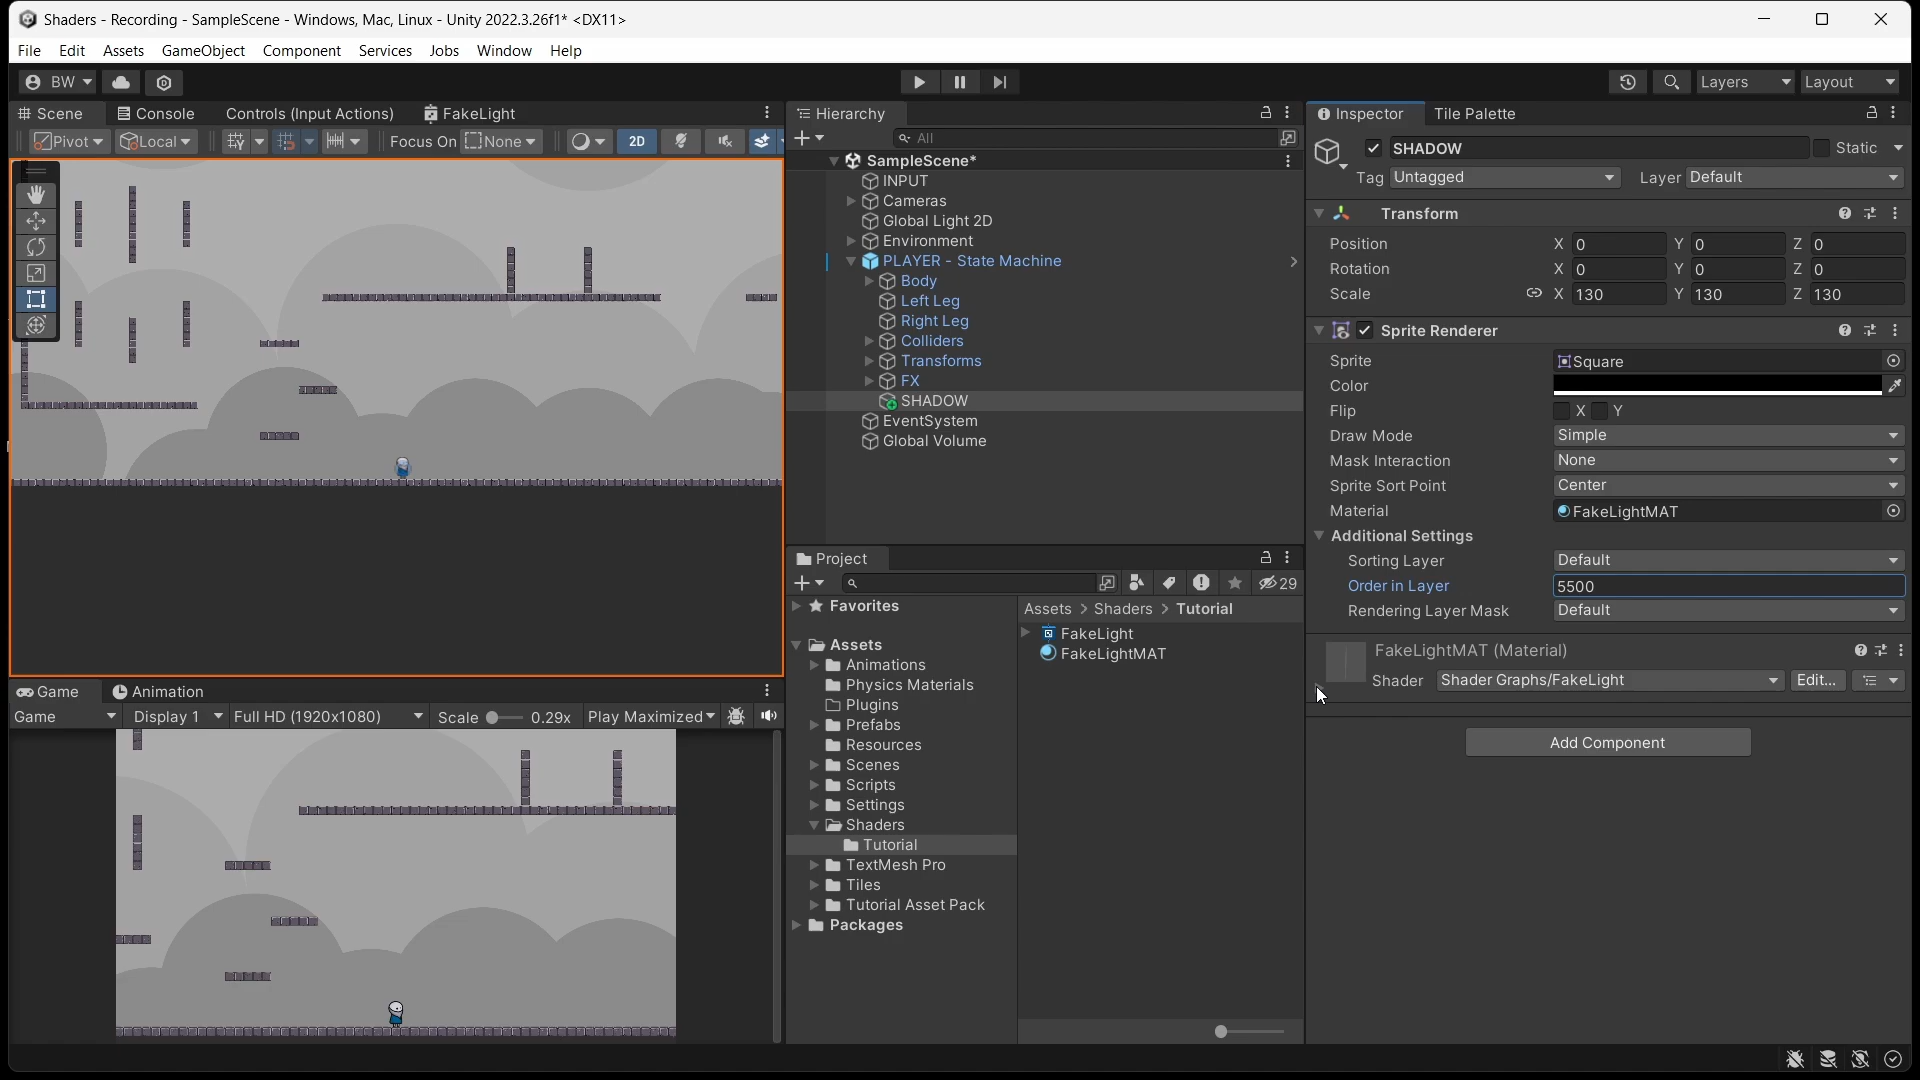 Shaders - Recording - SampleScene - Windows, Mac, Linux - Unity 2022.3.26f1* <DX11>
File Edit Assets GameObject Component Services Jobs Window Help
BW Layers Layout
Scene Console Controls (Input Actions) FakeLight
Pivot Local Focus On None 2D
Hierarchy
All
SampleScene*
INPUT
Cameras
Global Light 2D
Environment
PLAYER - State Machine
Body
Left Leg
Right Leg
Colliders
Transforms
FX
SHADOW
EventSystem
Global Volume
Game Animation
Game Display 1 Full HD (1920x1080) Scale 0.29x Play Maximized
Project
29
Favorites
Assets
Animations
Physics Materials
Plugins
Prefabs
Resources
Scenes
Scripts
Settings
Shaders
Tutorial
TextMesh Pro
Tiles
Tutorial Asset Pack
Packages
Assets > Shaders > Tutorial
FakeLight
FakeLightMAT
Inspector Tile Palette
SHADOW Static
Tag Untagged Layer Default
Transform
Position X 0 Y 0 Z 0
Rotation X 0 Y 0 Z 0
Scale X 130 Y 130 Z 130
Sprite Renderer
Sprite Square
Color
Flip X Y
Draw Mode Simple
Mask Interaction None
Sprite Sort Point Center
Material FakeLightMAT
Additional Settings
Sorting Layer Default
Order in Layer 5500
Rendering Layer Mask Default
FakeLightMAT (Material)
Shader Shader Graphs/FakeLight Edit...
Add Component